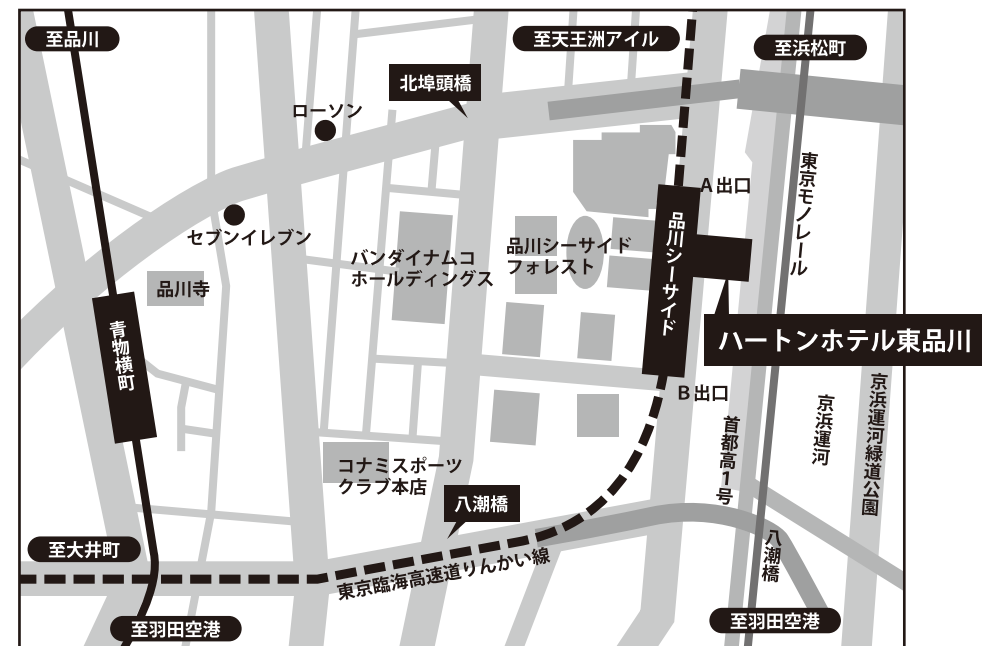 至品川
至天王洲アイル
至浜松町
北埠頭橋
ローソン
東京モノレール
A出口
セブンイレブン
品川シーサイド
バンダイナムコ
ホールディングス
品川シーサイド
フォレスト
品川寺
青物横町
ハートンホテル東品川
B出口
首都高1号
京浜運河
京浜運河緑道公園
コナミスポーツ
クラブ本店
八潮橋
至大井町
東京臨海高速道りんかい線
八潮橋
至羽田空港
至羽田空港